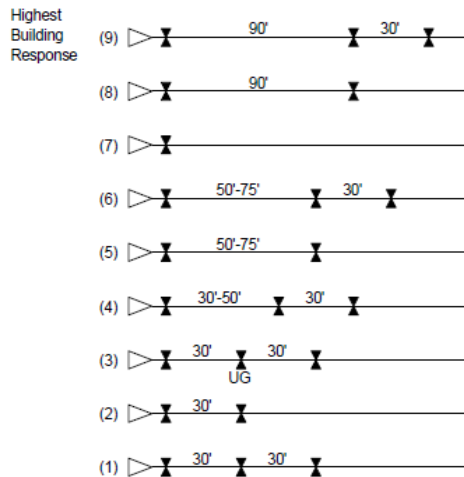 Highest
Building
Response
(9) 90' 30'
(8) 90'
(7)
(6) 50'-75' 30'
(5) 50'-75'
(4) 30'-50' 30'
(3) 30' 30'
UG
(2) 30'
(1) 30' 30'